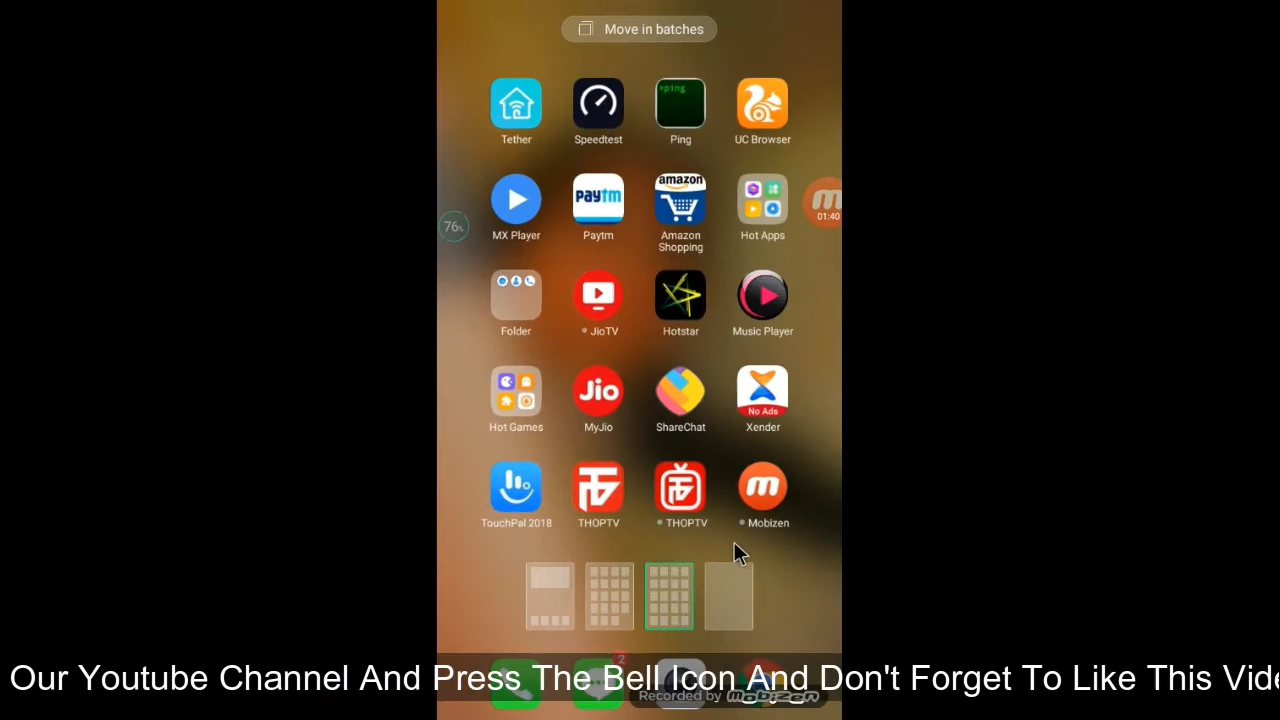 Move in batches
>ping
Tether
Speedtest
Ping
UC Browser
paytm
amazon
76%
01:40
MX Player
Paytm
Amazon
Shopping
Hot Apps
Folder
JioTV
Hotstar
Music Player
Jio
No Ads
Hot Games
MyJio
ShareChat
Xender
TouchPal 2018
THOPTV
THOPTV
Mobizen
2
Our Youtube Channel And Press The Bell Icon And Don't Forget To Like This Vide
Recorded by mobizen